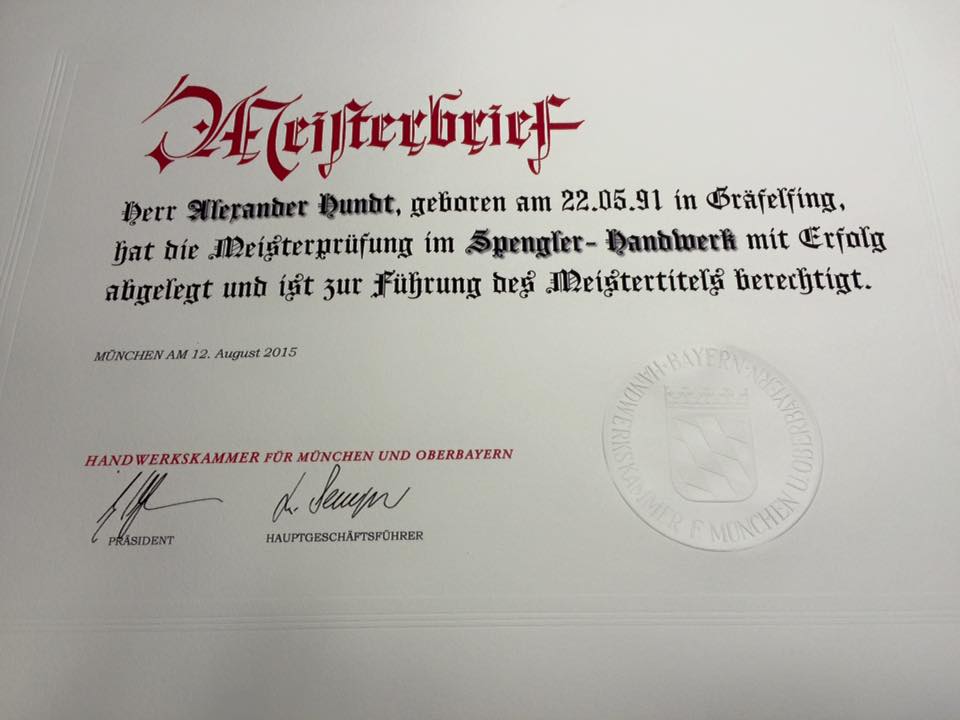 Meisterbrief
Herr Alexander Hundt, geboren am 22.05.91 in Gräfelfing,
hat die Meisterprüfung im Spengler- Handwerk mit Erfolg
abgelegt und ist zur Führung des Meistertitels berechtigt.
MÜNCHEN AM 12. August 2015
HANDWERKSKAMMER FÜR MÜNCHEN UND OBERBAYERN
PRÄSIDENT
HAUPTGESCHÄFTSFÜHRER
·BAYERN·
HANDWERKSKAMMER F. MÜNCHEN U. OBERBAYERN